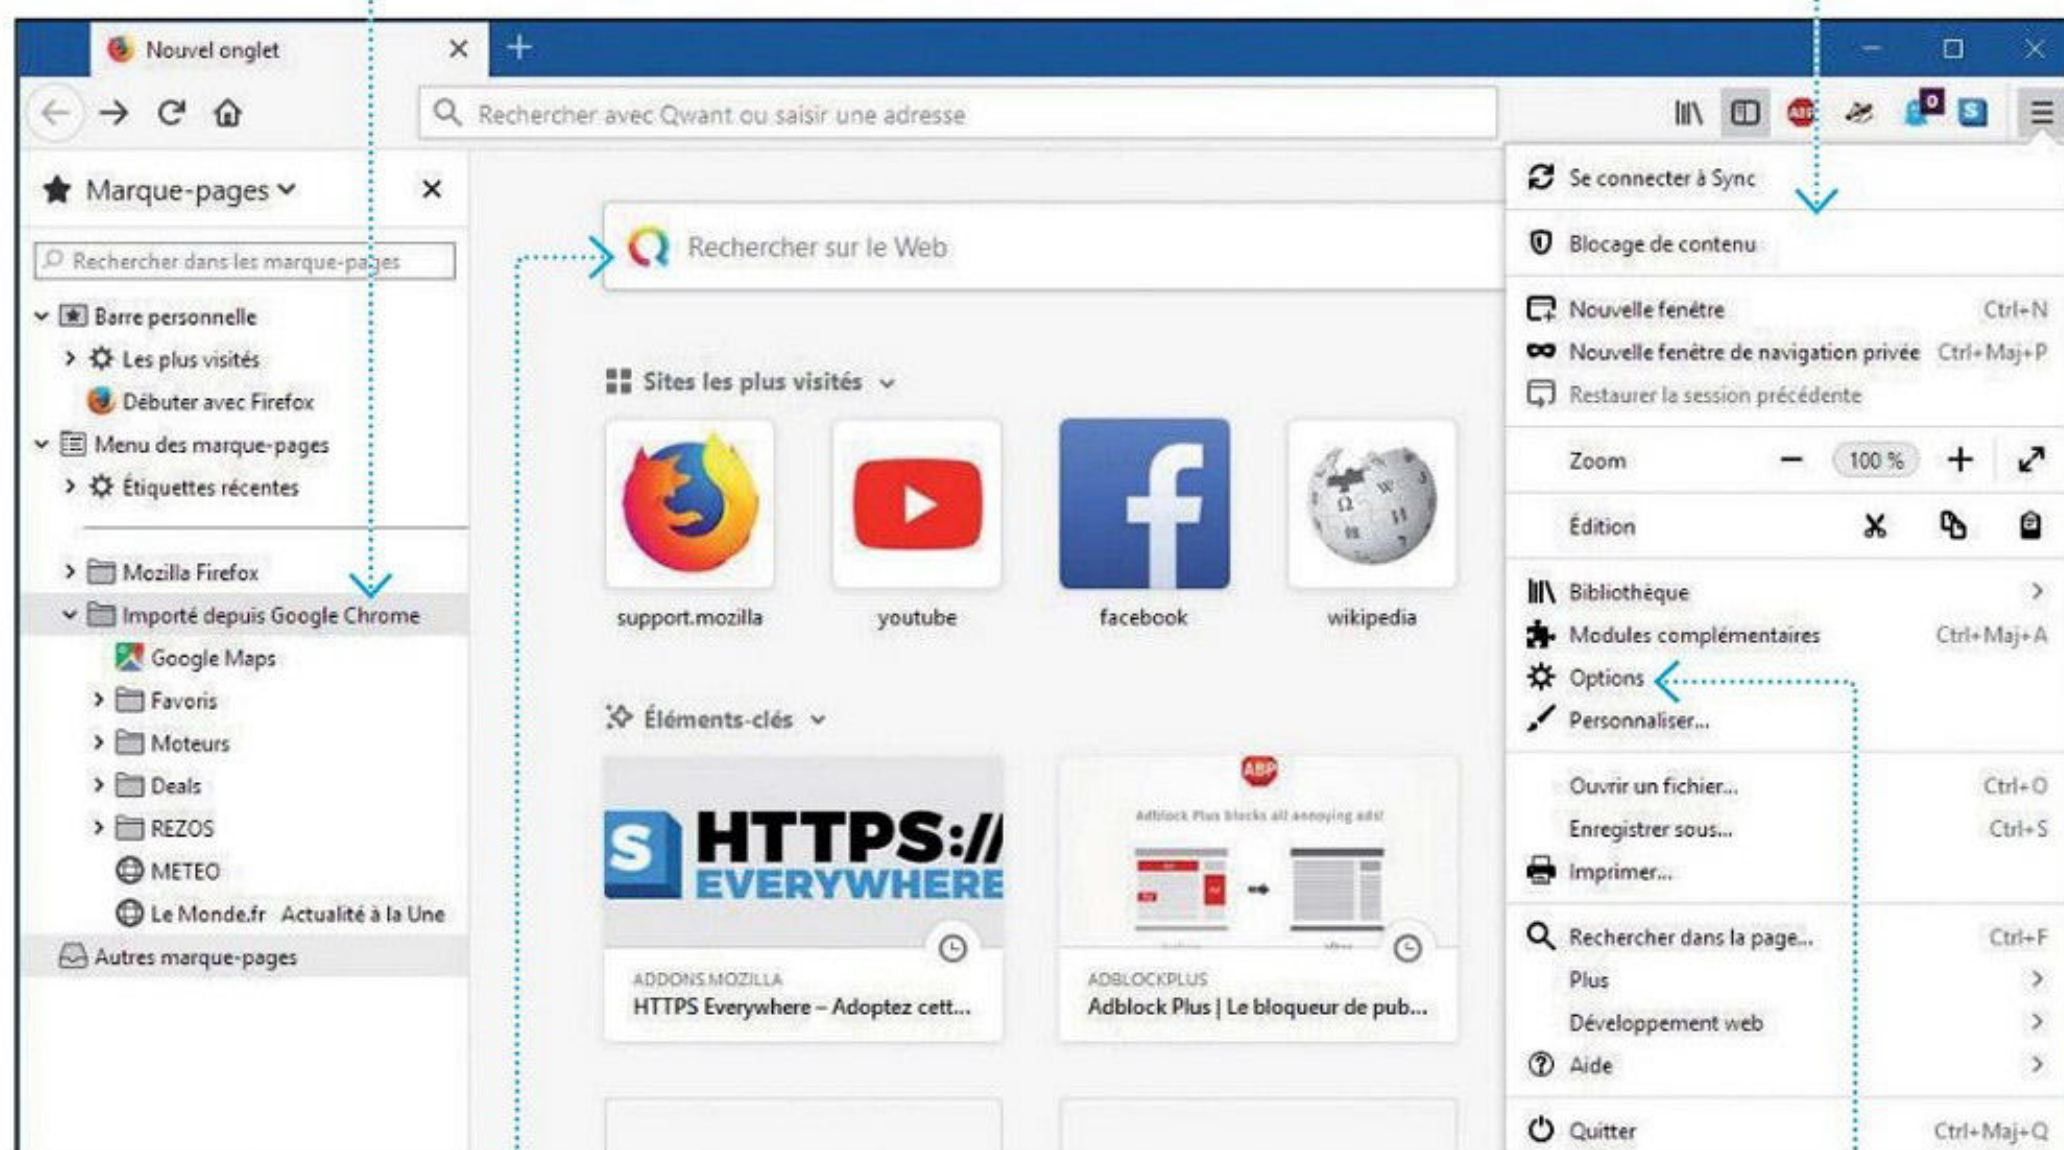 Nouvel onglet
Rechercher avec Qwant ou saisir une adresse
ABP
0
S
Marque-pages
Rechercher dans les marque-pages
Barre personnelle
Les plus visités
Débuter avec Firefox
Menu des marque-pages
Étiquettes récentes
Mozilla Firefox
Importé depuis Google Chrome
Google Maps
Favoris
Moteurs
Deals
REZOS
METEO
Le Monde.fr Actualité à la Une
Autres marque-pages
Rechercher sur le Web
Sites les plus visités
support.mozilla
youtube
facebook
wikipedia
Éléments-clés
S HTTPS://
EVERYWHERE
ADDONS.MOZILLA
HTTPS Everywhere – Adoptez cett...
ABP
Adblock Plus blocks all annoying ads!
ADBLOCKPLUS
Adblock Plus | Le bloqueur de pub...
Se connecter à Sync
Blocage de contenu
Nouvelle fenêtre Ctrl+N
Nouvelle fenêtre de navigation privée Ctrl+Maj+P
Restaurer la session précédente
Zoom 100 %
Édition
Bibliothèque
Modules complémentaires Ctrl+Maj+A
Options
Personnaliser...
Ouvrir un fichier... Ctrl+O
Enregistrer sous... Ctrl+S
Imprimer...
Rechercher dans la page... Ctrl+F
Plus
Développement web
Aide
Quitter Ctrl+Maj+Q